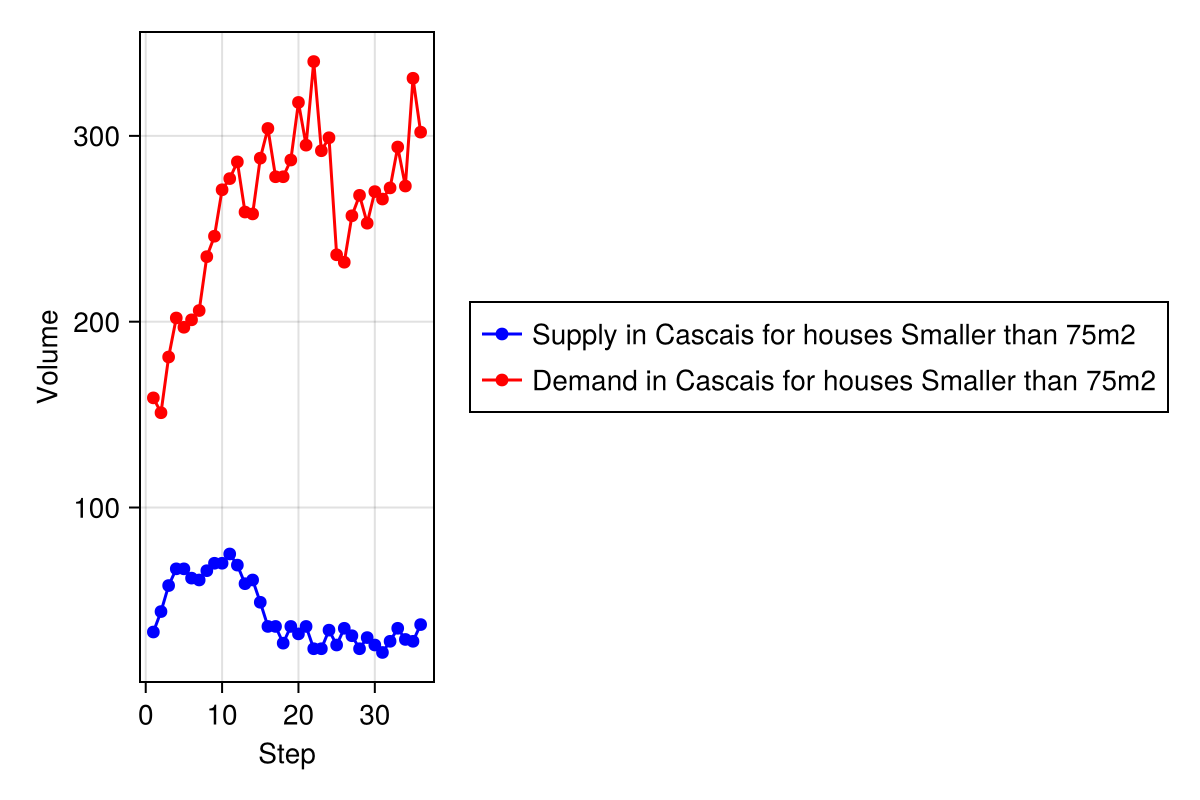 Volume
300
200
100
0 10 20 30
Step
Supply in Cascais for houses Smaller than 75m2
Demand in Cascais for houses Smaller than 75m2